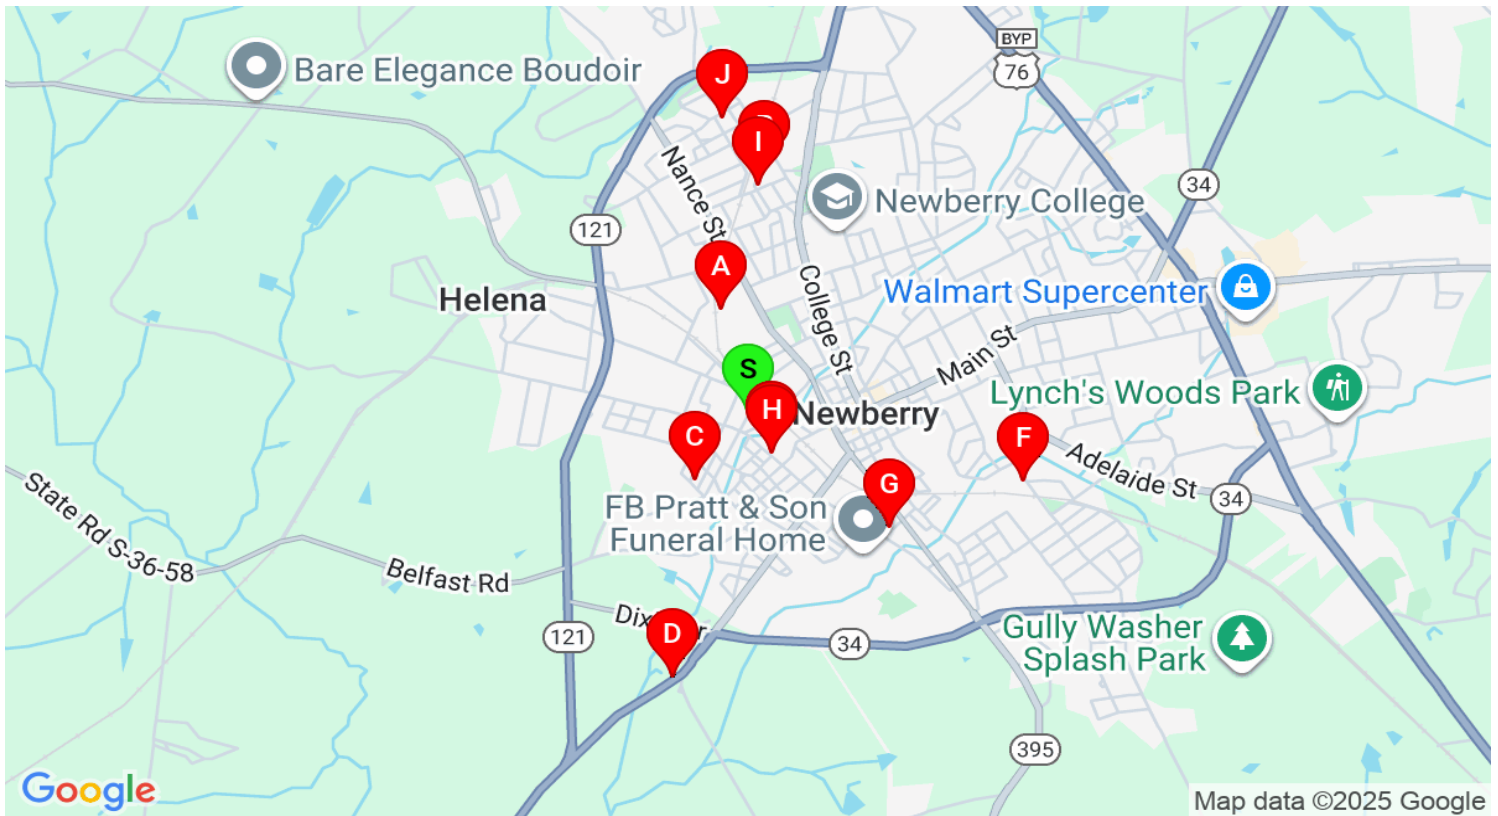 BYP
76
Bare Elegance Boudoir
J
I
Nance St
34
Newberry College
121
A
College St
Walmart Supercenter
Helena
Main St
S
Lynch's Woods Park
H
Newberry
C
F
Adelaide St
State Rd S-36-58
G
34
FB Pratt & Son
Funeral Home
Belfast Rd
D
121
34
Gully Washer
Splash Park
395
Google
Map data ©2025 Google